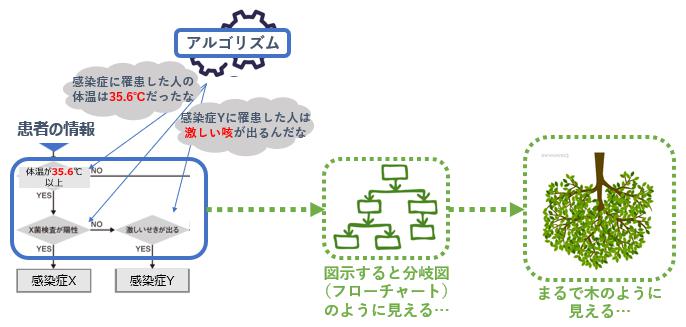 アルゴリズム
感染症に罹患した人の
体温は35.6℃だったな
感染症Yに罹患した人は
激しい咳が出るんだな
患者の情報
体温が35.6℃
以上
NO
YES
X菌検査が陽性
NO
激しいせきが出る
YES
YES
感染症X
感染症Y
図示すると分岐図
（フローチャート）
のように見える…
まるで木のように
見える…